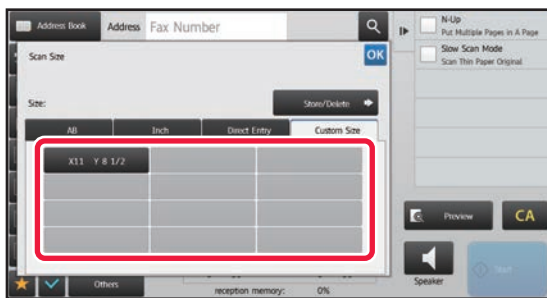 Address Book Address Fax Number
N-Up
Put Multiple Pages in A Page
Slow Scan Mode
Scan Thin Paper Original
Scan Size
OK
Size:
Store/Delete
AB Inch Direct Entry Custom Size
X11 Y 8 1/2
Preview CA
Start
Others
reception memory: 0%
Speaker